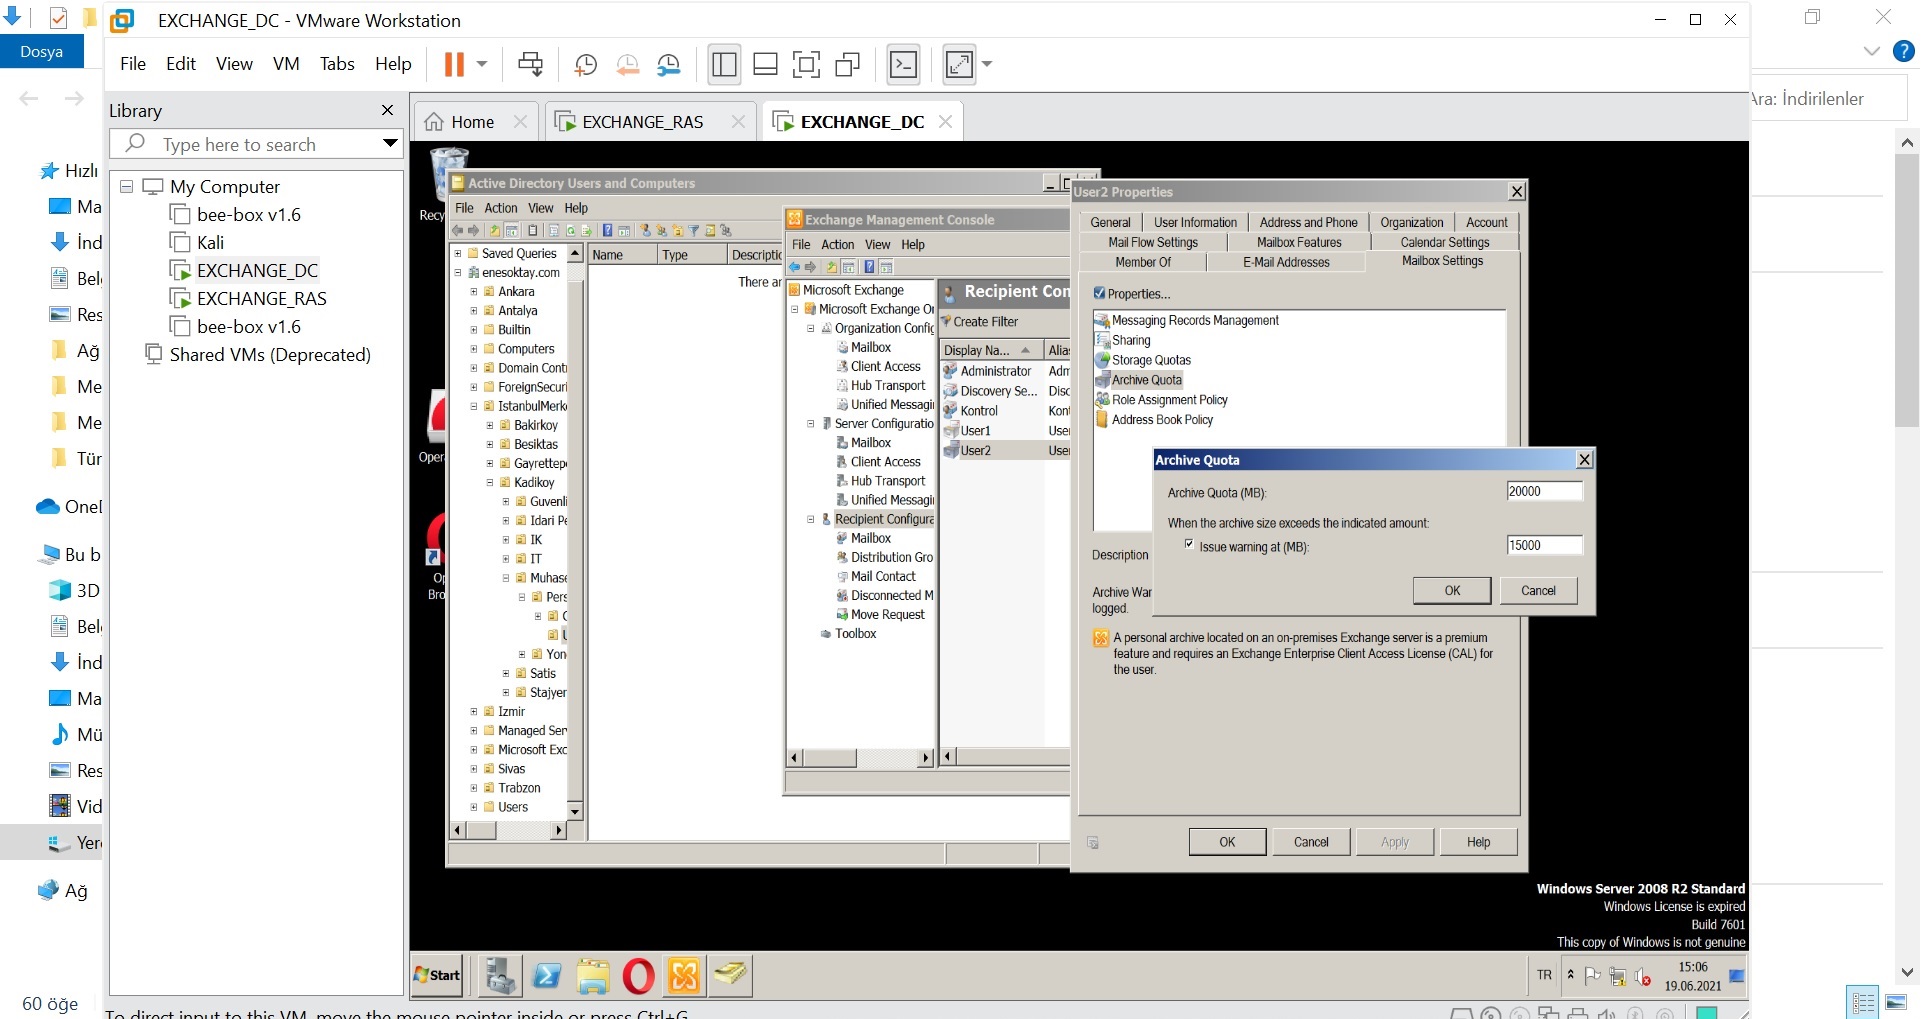 EXCHANGE_DC - VMware Workstation
Dosya
File Edit View VM Tabs Help
Ara: İndirilenler
Library
Type here to search
My Computer
bee-box v1.6
Kali
EXCHANGE_DC
EXCHANGE_RAS
bee-box v1.6
Shared VMs (Deprecated)
Hızlı
Ma
İnd
Bel
Res
Ağ
Me
Me
Tür
OneD
Bu b
3D
Bel
İnd
Ma
Mü
Res
Vid
Yere
Ağ
60 öğe
Home
EXCHANGE_RAS
EXCHANGE_DC
Recy
Opera
Op
Bro
Active Directory Users and Computers
File Action View Help
Saved Queries
enesoktay.com
Ankara
Antalya
Builtin
Computers
Domain Cont
ForeignSecuri
IstanbulMerk
Bakirkoy
Besiktas
Gayrettepe
Kadikoy
Guvenli
Idari Pe
IK
IT
Muhase
Pers
Yon
Satis
Stajyer
Izmir
Managed Ser
Microsoft Exc
Sivas
Trabzon
Users
Name Type Descriptio
There ar
Exchange Management Console
File Action View Help
Microsoft Exchange
Microsoft Exchange On
Organization Config
Mailbox
Client Access
Hub Transport
Unified Messagi
Server Configuratio
Mailbox
Client Access
Hub Transport
Unified Messagi
Recipient Configura
Mailbox
Distribution Gro
Mail Contact
Disconnected M
Move Request
Toolbox
Recipient Con
Create Filter
Display Na... Alias
Administrator Adm
Discovery Se... Disc
Kontrol Kont
User1 User
User2 User
User2 Properties
General User Information Address and Phone Organization Account
Mail Flow Settings Mailbox Features Calendar Settings
Member Of E-Mail Addresses Mailbox Settings
Properties...
Messaging Records Management
Sharing
Storage Quotas
Archive Quota
Role Assignment Policy
Address Book Policy
Description
Archive War
logged.
Archive Quota
Archive Quota (MB): 20000
When the archive size exceeds the indicated amount:
Issue warning at (MB): 15000
OK Cancel
A personal archive located on an on-premises Exchange server is a premium
feature and requires an Exchange Enterprise Client Access License (CAL) for
the user.
OK Cancel Apply Help
Windows Server 2008 R2 Standard
Windows License is expired
Build 7601
This copy of Windows is not genuine
Start
TR
15:06
19.06.2021
To direct input to this VM, move the mouse pointer inside or press Ctrl+G.